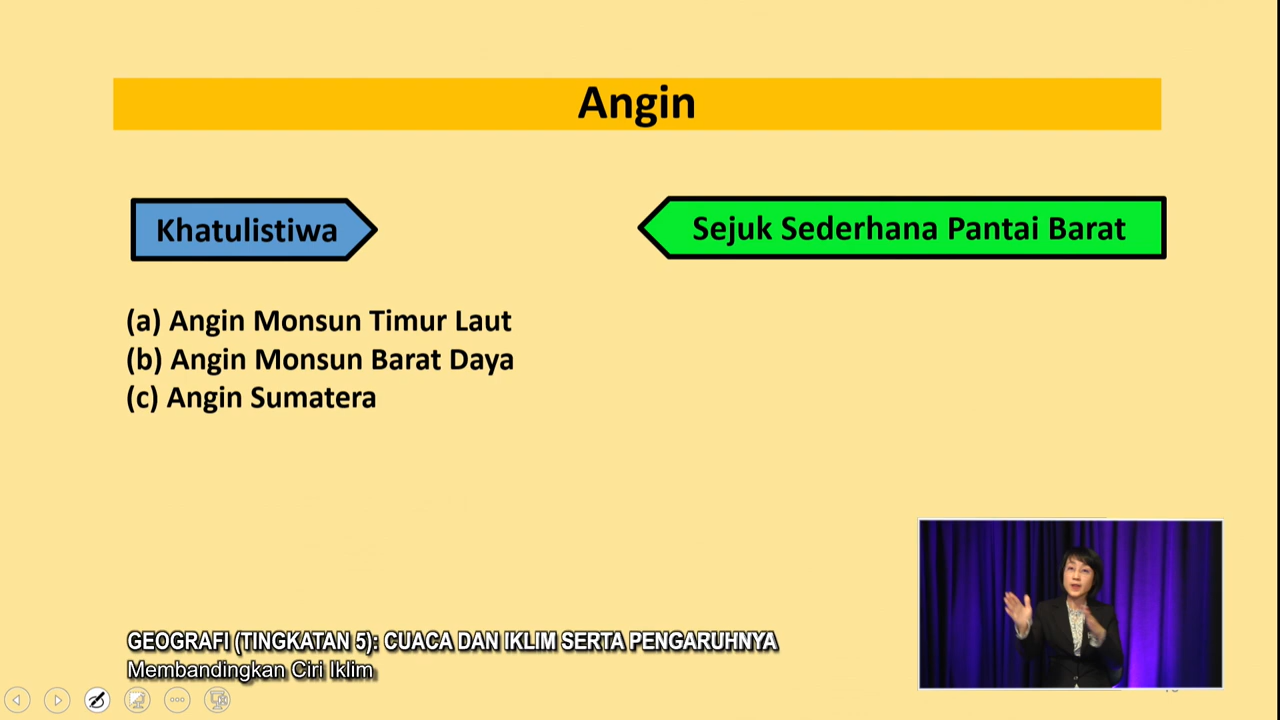 Angin
Khatulistiwa
Sejuk Sederhana Pantai Barat
(a) Angin Monsun Timur Laut
(b) Angin Monsun Barat Daya
(c) Angin Sumatera
GEOGRAFI (TINGKATAN 5): CUACA DAN IKLIM SERTA PENGARUHNYA
Membandingkan Ciri Iklim